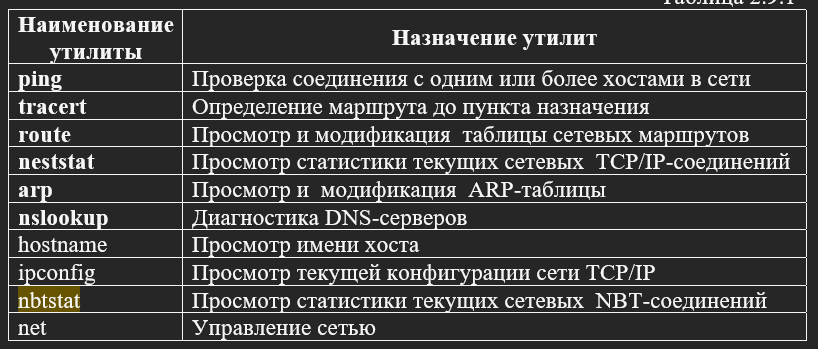 Таблица 2.9.1
Наименование утилиты Назначение утилит
ping Проверка соединения с одним или более хостами в сети
tracert Определение маршрута до пункта назначения
route Просмотр и модификация таблицы сетевых маршрутов
neststat Просмотр статистики текущих сетевых TCP/IP-соединений
arp Просмотр и модификация ARP-таблицы
nslookup Диагностика DNS-серверов
hostname Просмотр имени хоста
ipconfig Просмотр текущей конфигурации сети TCP/IP
nbtstat Просмотр статистики текущих сетевых NBT-соединений
net Управление сетью